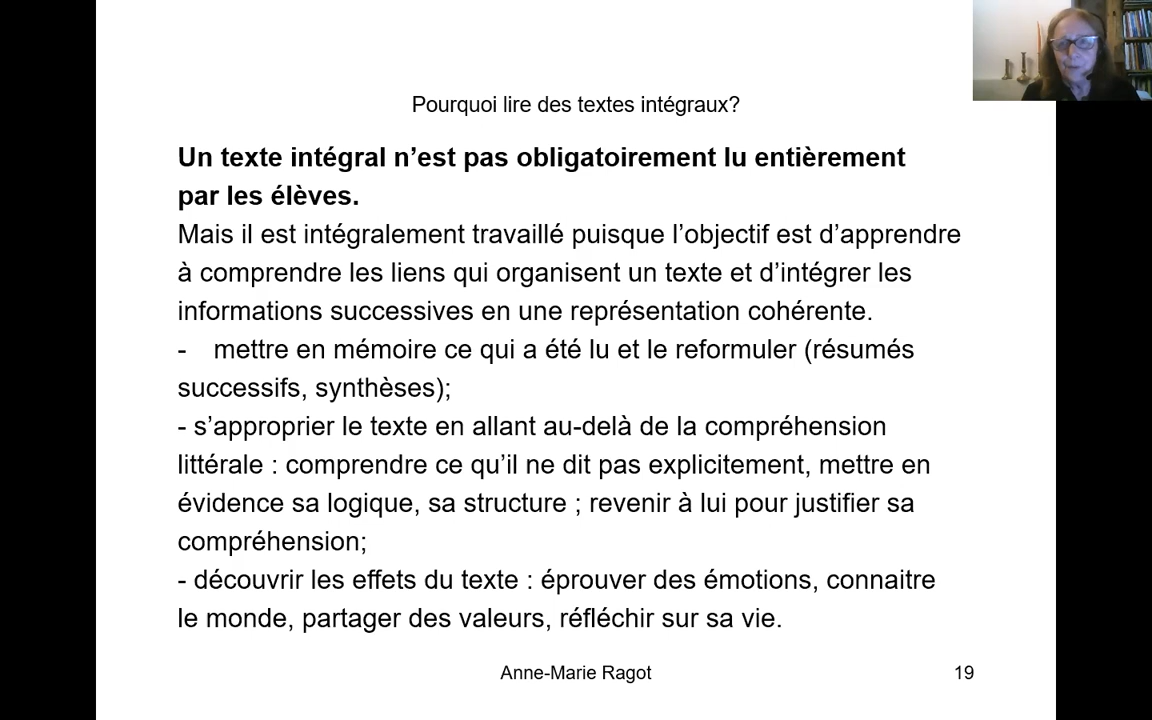 Pourquoi lire des textes intégraux?
Un texte intégral n’est pas obligatoirement lu entièrement
par les élèves.
Mais il est intégralement travaillé puisque l’objectif est d’apprendre
à comprendre les liens qui organisent un texte et d’intégrer les
informations successives en une représentation cohérente.
-    mettre en mémoire ce qui a été lu et le reformuler (résumés
successifs, synthèses);
- s’approprier le texte en allant au-delà de la compréhension
littérale : comprendre ce qu’il ne dit pas explicitement, mettre en
évidence sa logique, sa structure ; revenir à lui pour justifier sa
compréhension;
- découvrir les effets du texte : éprouver des émotions, connaitre
le monde, partager des valeurs, réfléchir sur sa vie.
Anne-Marie Ragot 19